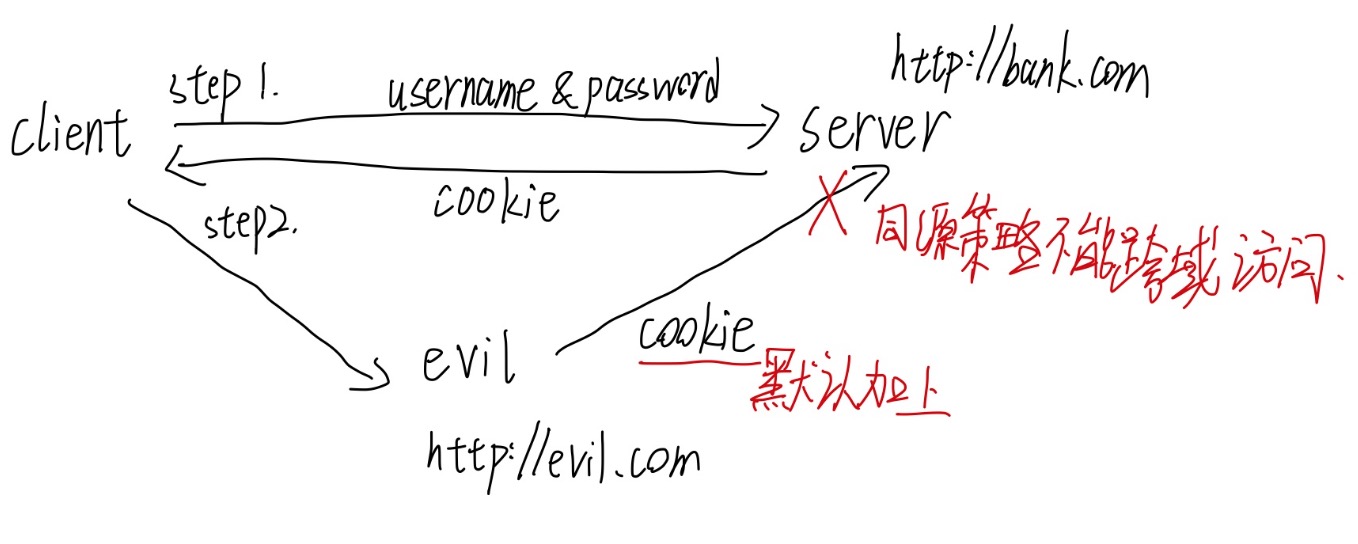 http://bank.com
step 1.
username & password
client
server
cookie
step2.
同源策略不能跨域访问.
cookie
默认加上
evil
http://evil.com